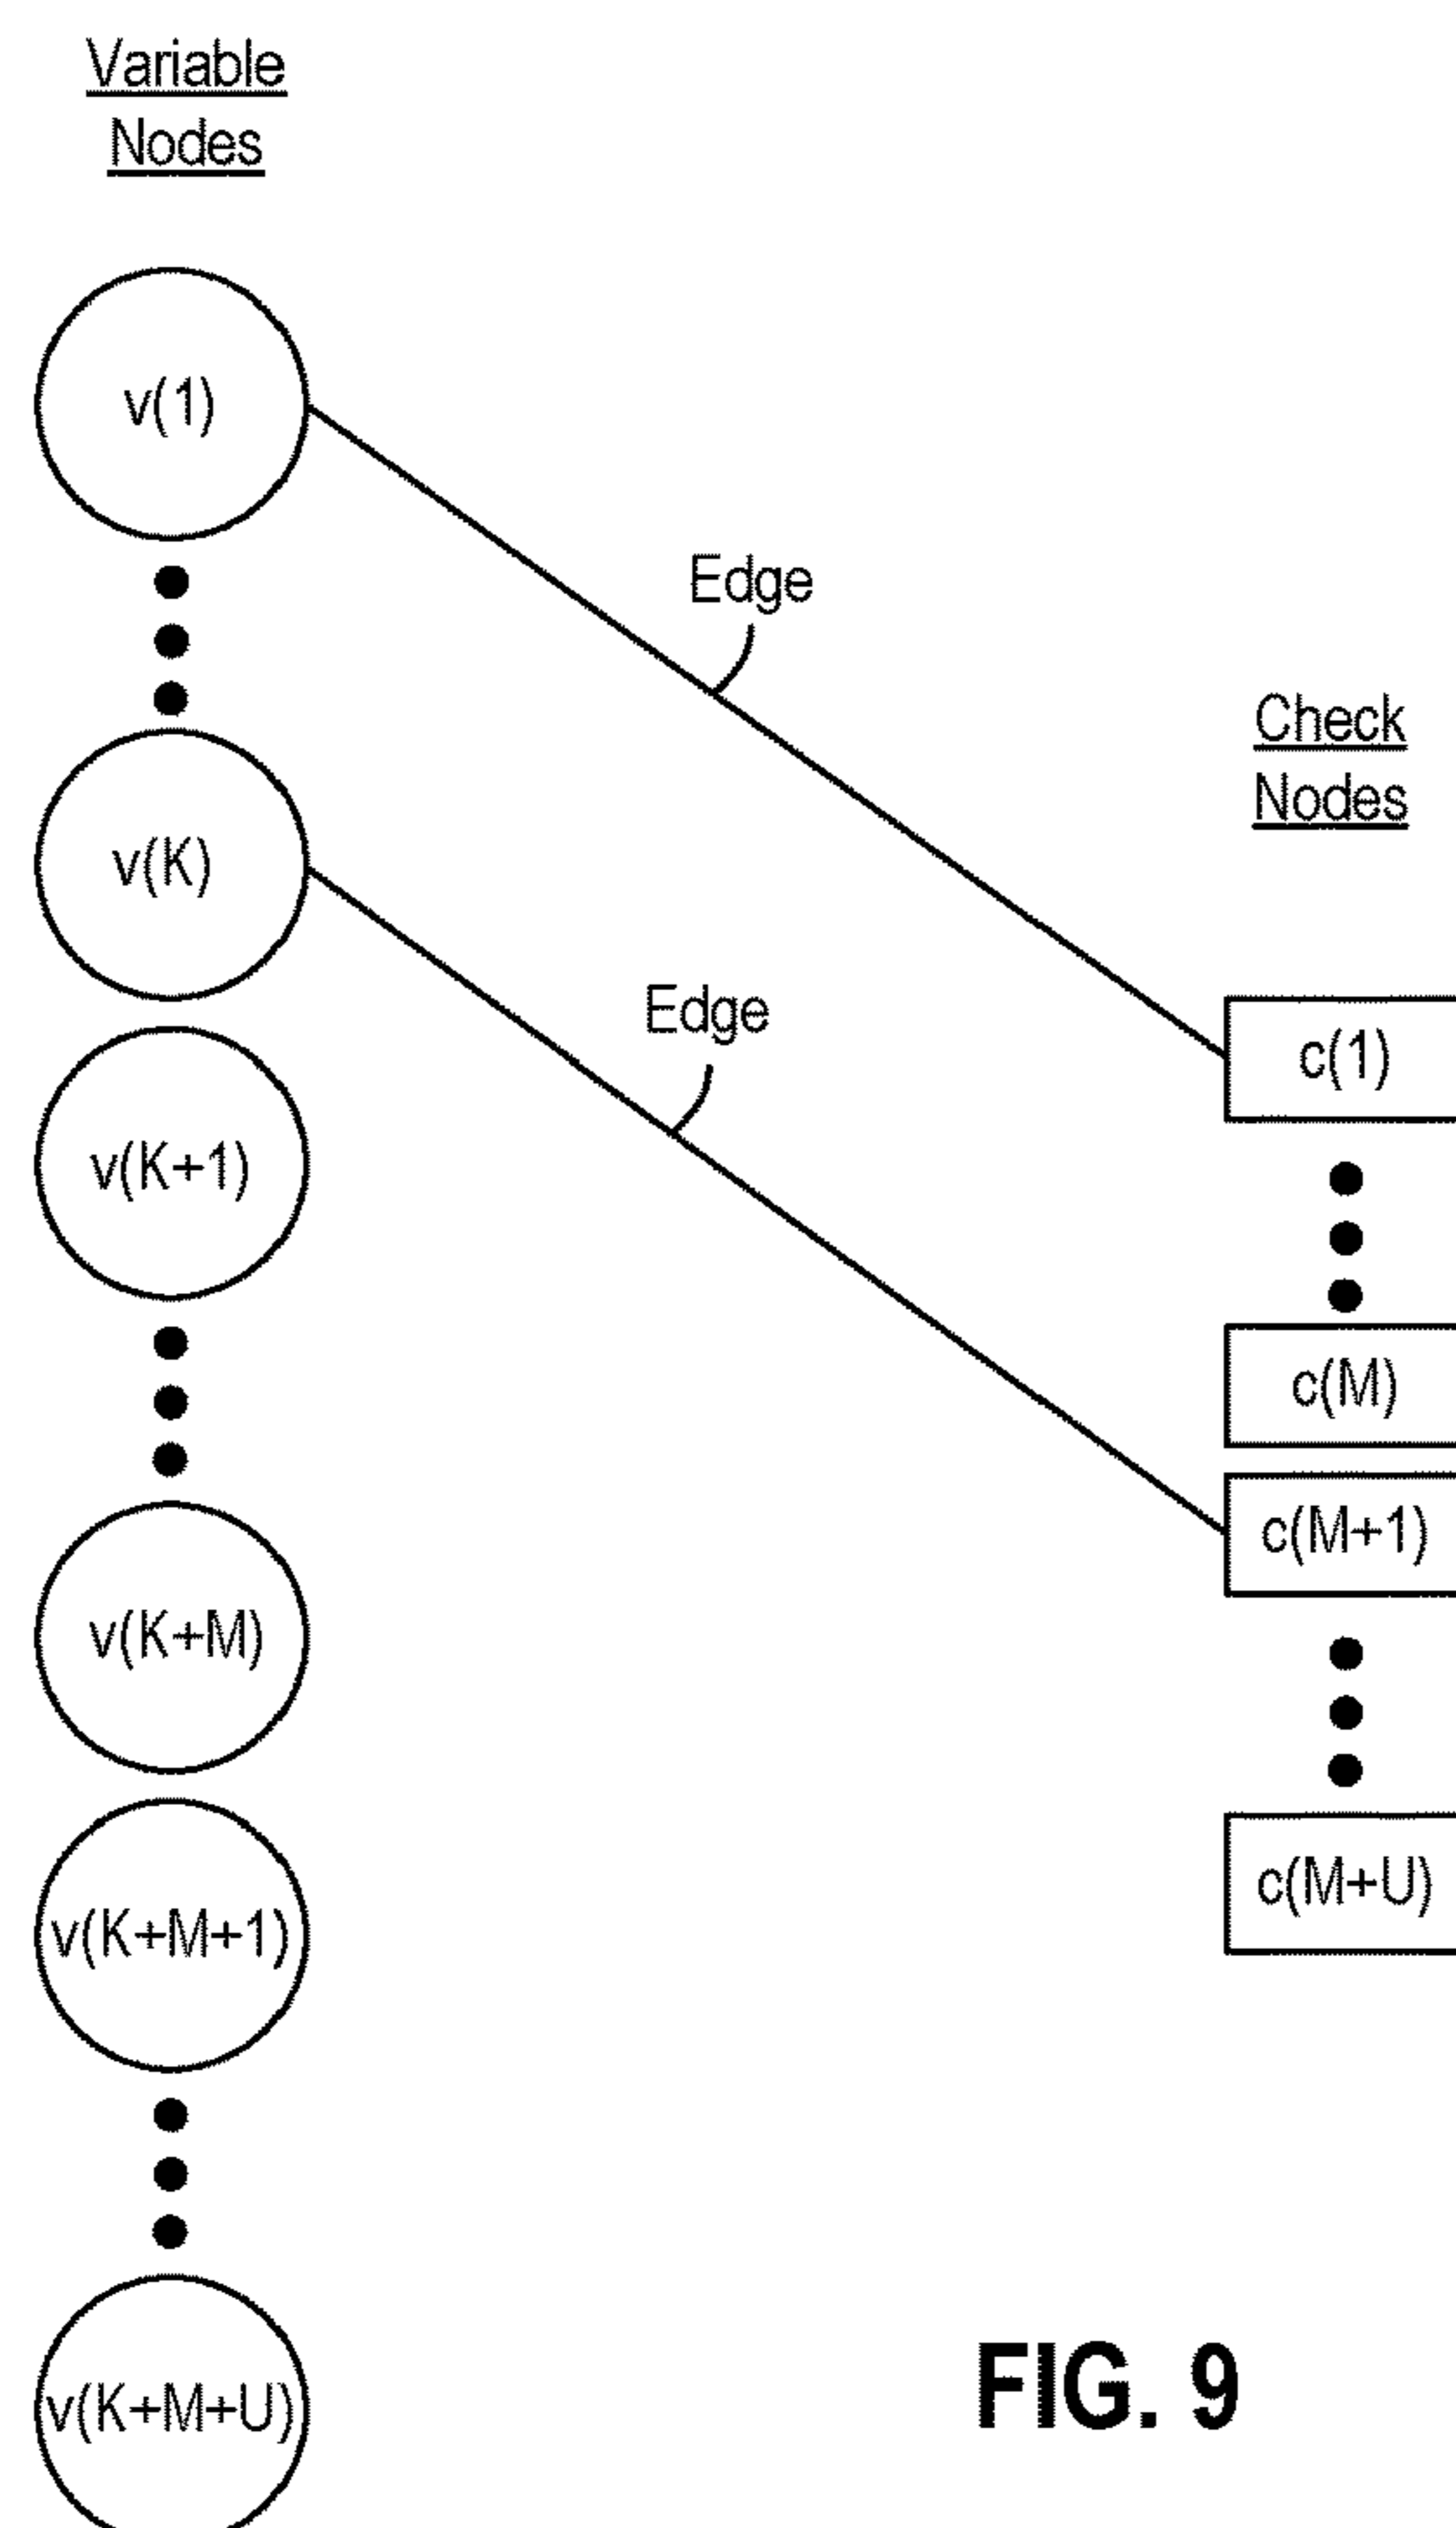 Variable
Nodes
v(1)
Edge
Check
Nodes
v(K)
Edge
c(1)
v(K+1)
c(M)
c(M+1)
v(K+M)
c(M+U)
v(K+M+1)
v(K+M+U)
FIG. 9